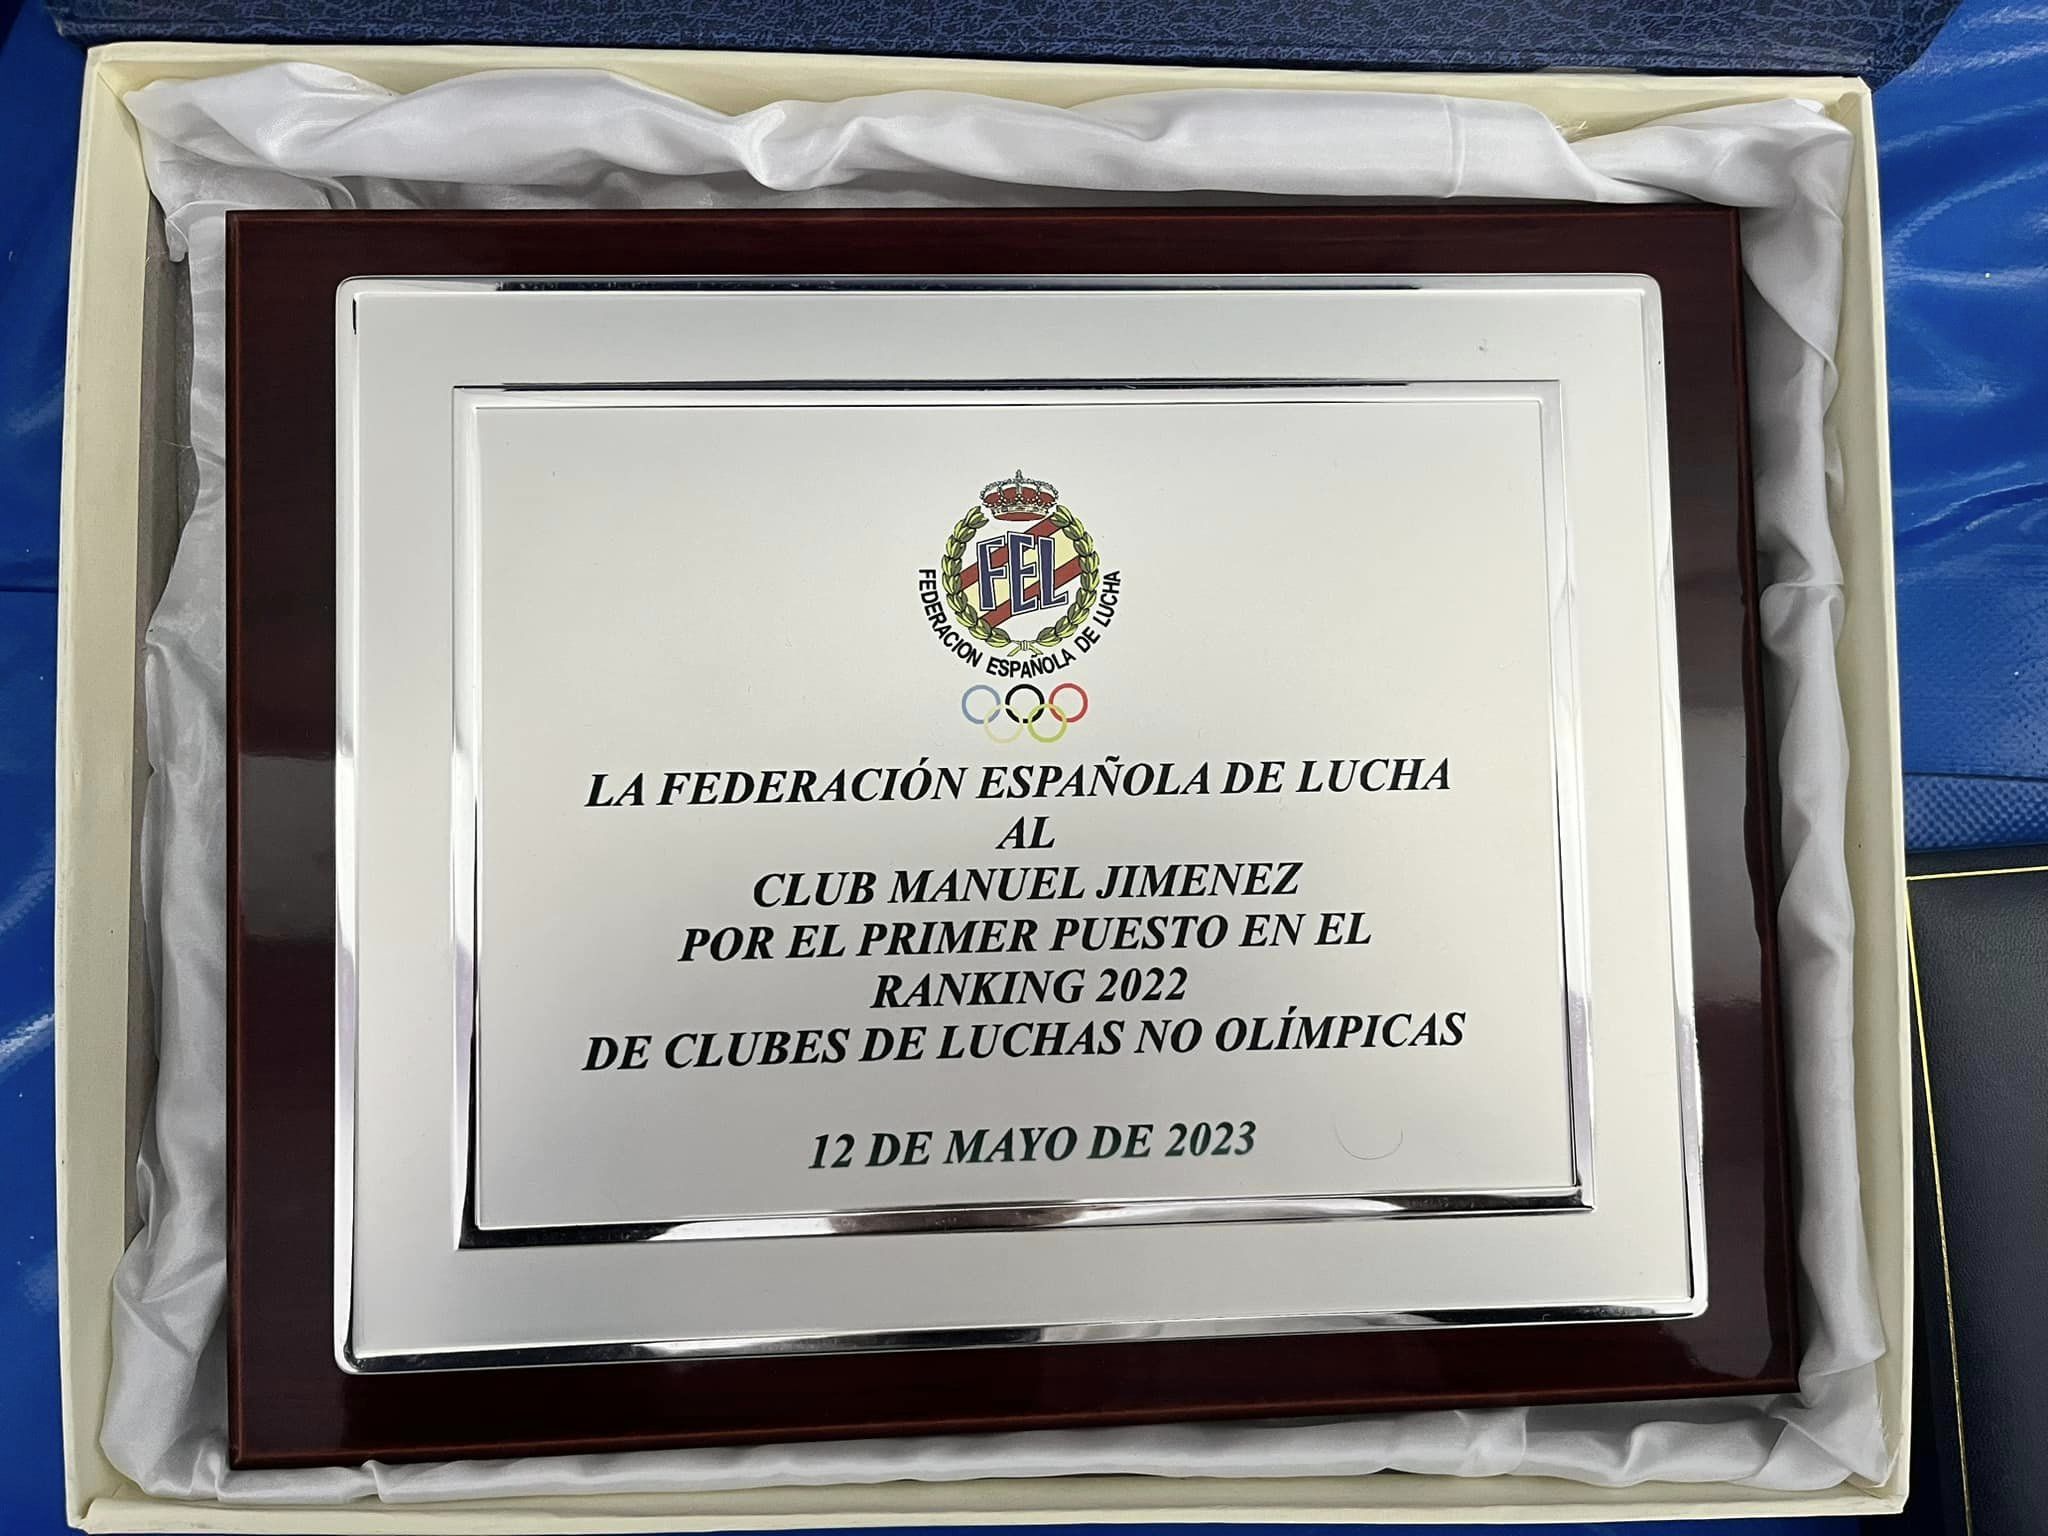 FEL
FEDERACION ESPAÑOLA DE LUCHA
LA FEDERACIÓN ESPAÑOLA DE LUCHA
AL
CLUB MANUEL JIMENEZ
POR EL PRIMER PUESTO EN EL
RANKING 2022
DE CLUBES DE LUCHAS NO OLÍMPICAS
12 DE MAYO DE 2023